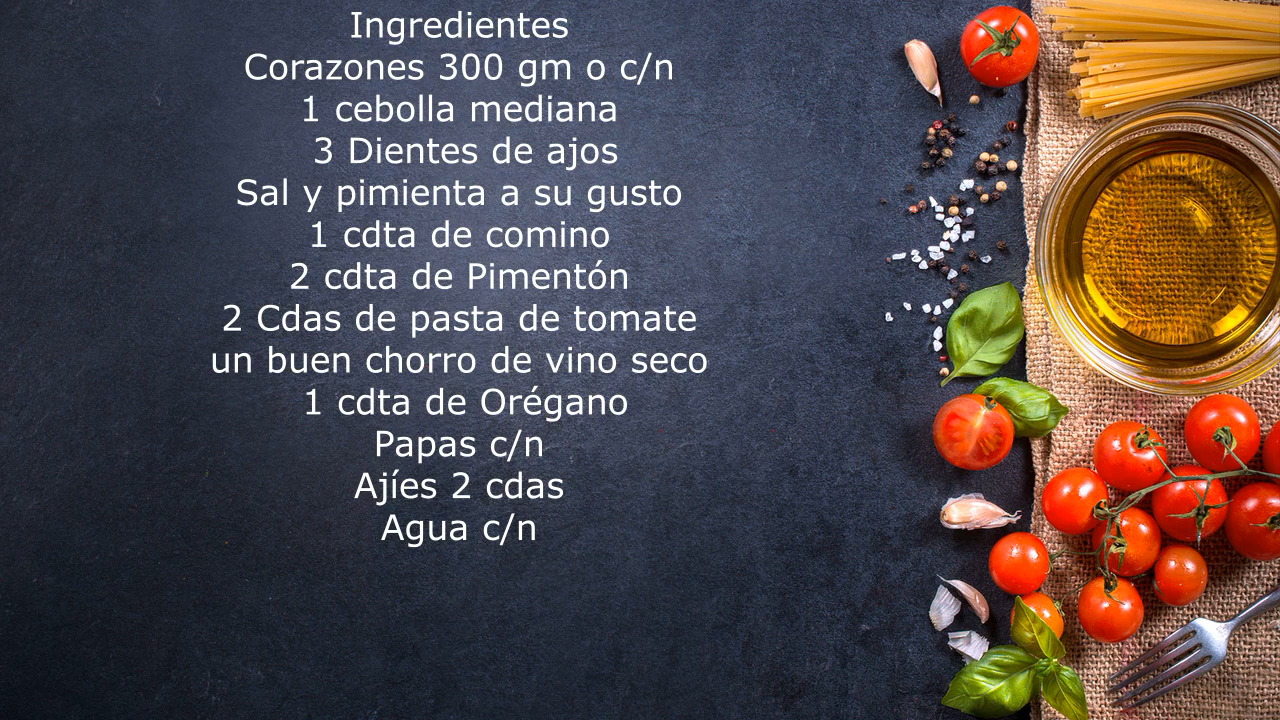 Ingredientes
Corazones 300 gm o c/n
1 cebolla mediana
3 Dientes de ajos
Sal y pimienta a su gusto
1 cdta de comino
2 cdta de Pimentón
2 Cdas de pasta de tomate
un buen chorro de vino seco
1 cdta de Orégano
Papas c/n
Ajíes 2 cdas
Agua c/n